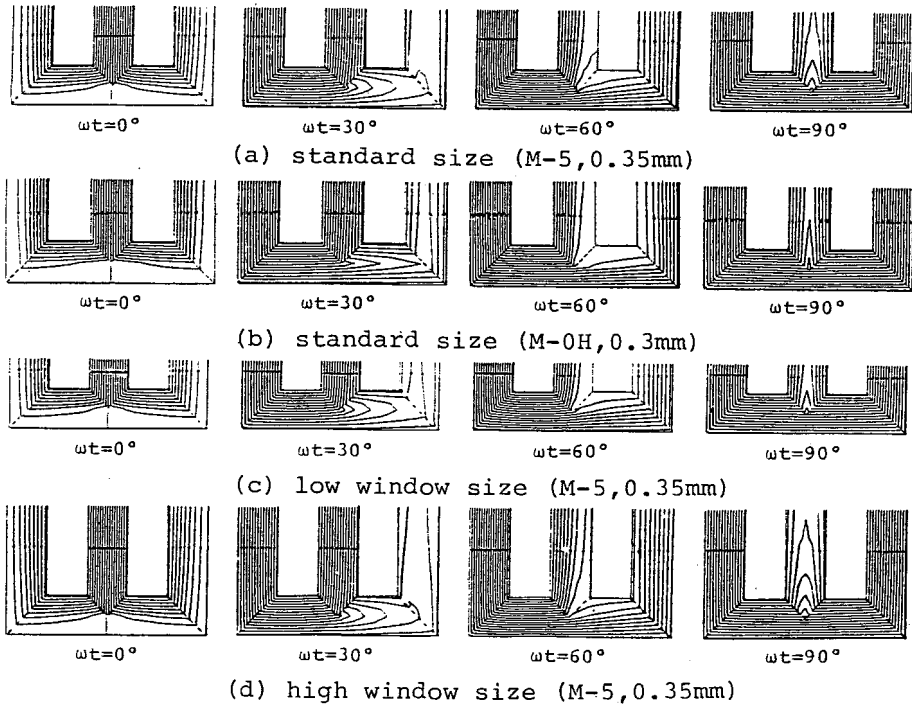 ωt=0° ωt=30° ωt=60° ωt=90°
(a) standard size (M-5,0.35mm)
ωt=0° ωt=30° ωt=60° ωt=90°
(b) standard size (M-0H,0.3mm)
ωt=0° ωt=30° ωt=60° ωt=90°
(c) low window size (M-5,0.35mm)
ωt=0° ωt=30° ωt=60° ωt=90°
(d) high window size (M-5,0.35mm)